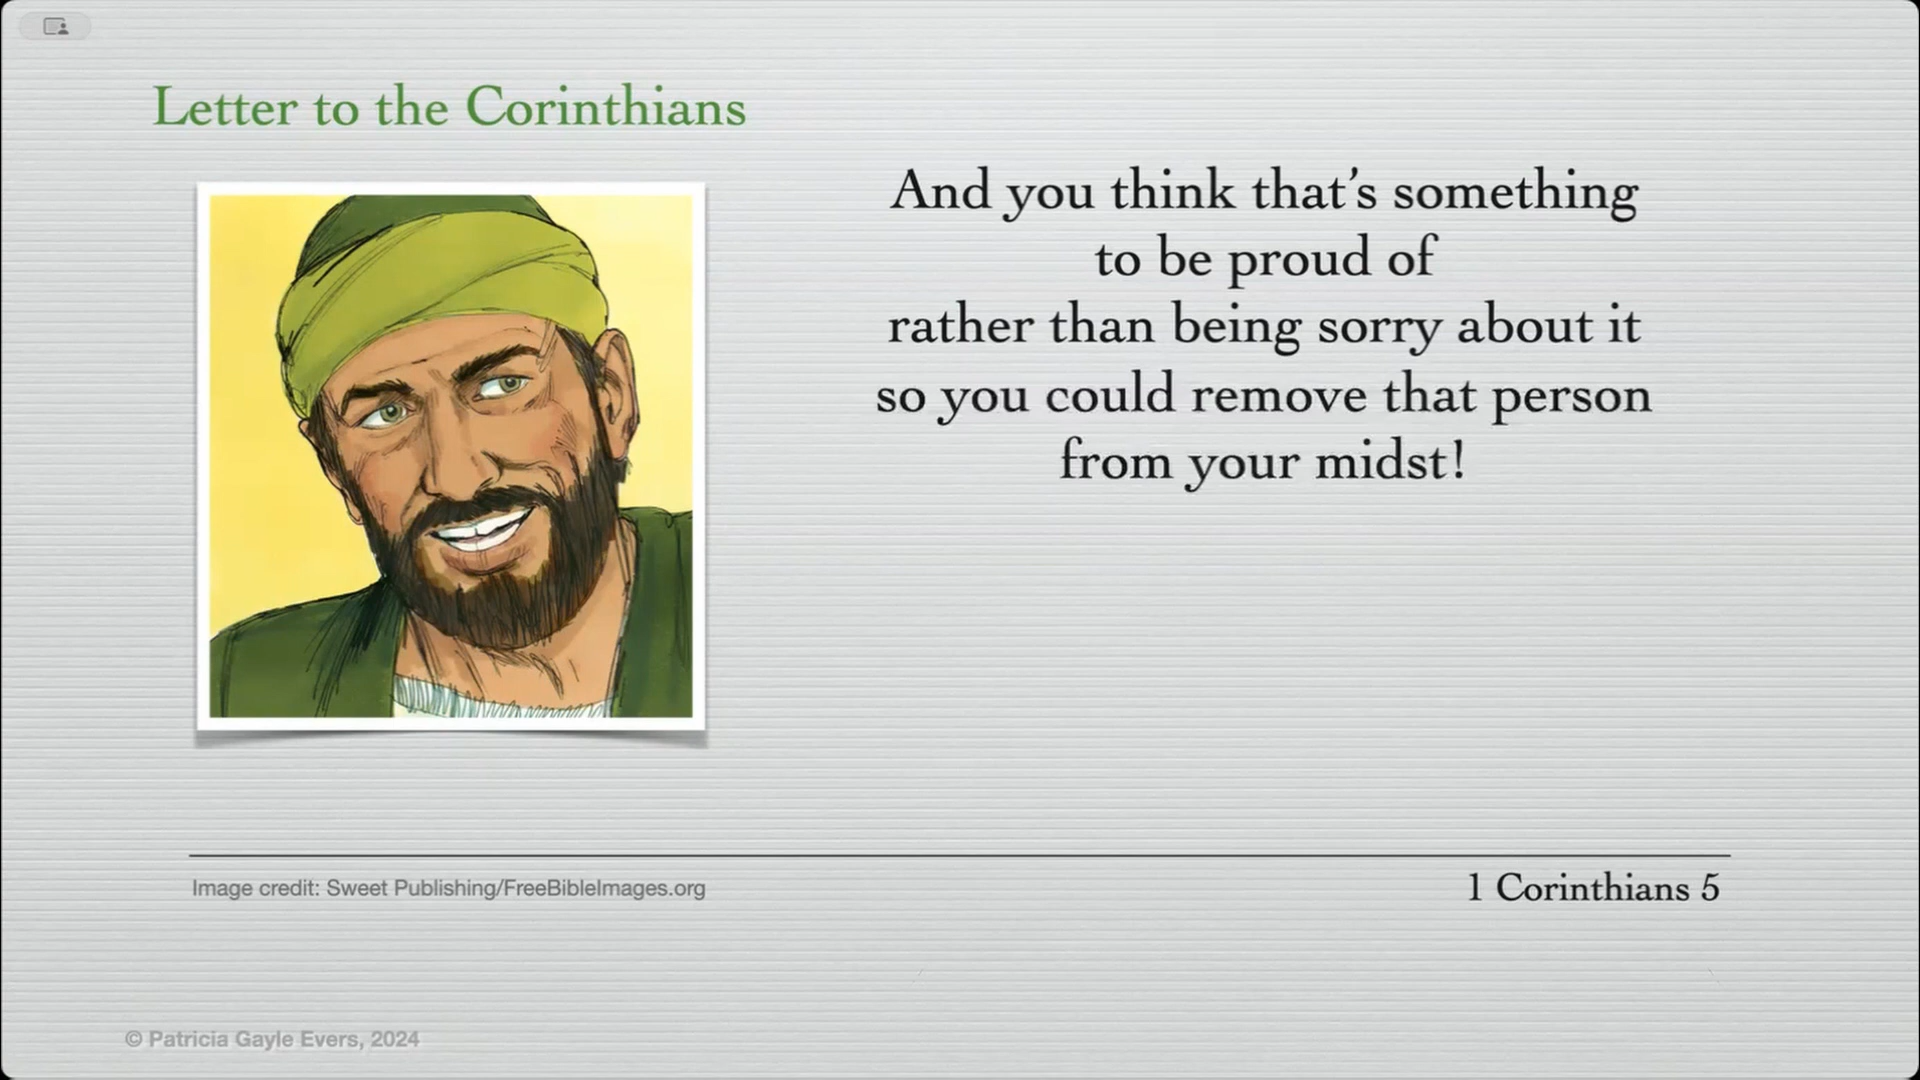 Letter to the Corinthians
And you think that’s something
to be proud of
rather than being sorry about it
so you could remove that person
from your midst!
Image credit: Sweet Publishing/FreeBibleImages.org
1 Corinthians 5
© Patricia Gayle Evers, 2024